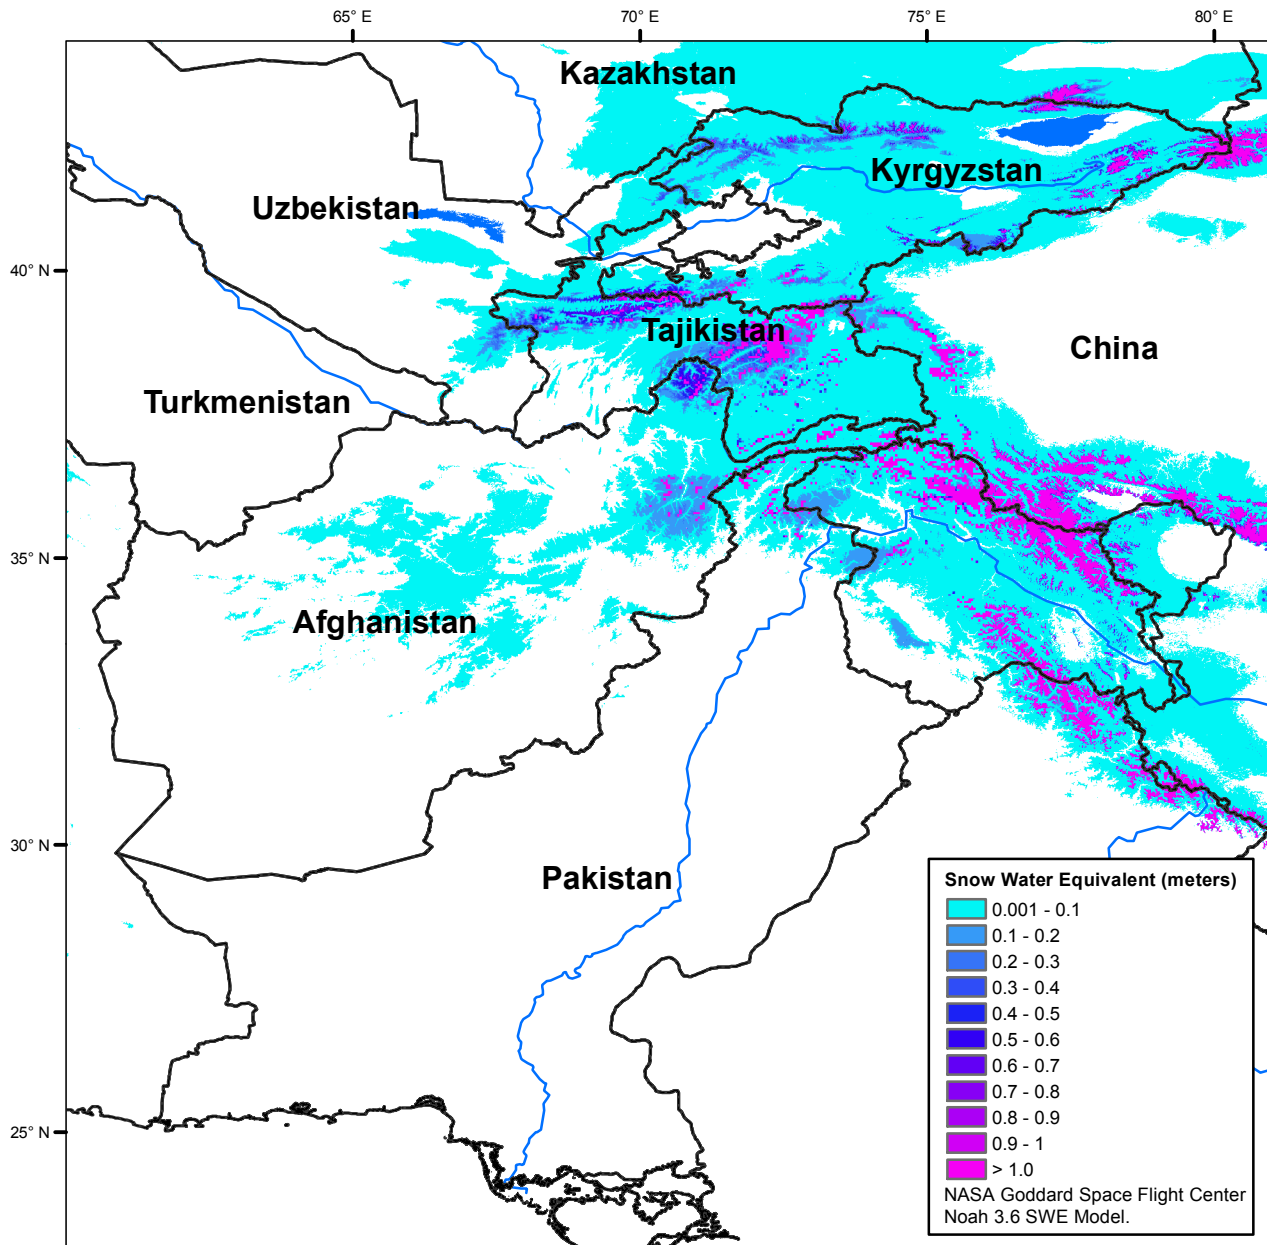 65° E
70° E
75° E
80° E
Kazakhstan
Kyrgyzstan
Uzbekistan
40° N
Tajikistan
China
Turkmenistan
35° N
Afghanistan
30° N
Pakistan
25° N
Snow Water Equivalent (meters)
0.001 - 0.1
0.1 - 0.2
0.2 - 0.3
0.3 - 0.4
0.4 - 0.5
0.5 - 0.6
0.6 - 0.7
0.7 - 0.8
0.8 - 0.9
0.9 - 1
> 1.0
NASA Goddard Space Flight Center
Noah 3.6 SWE Model.